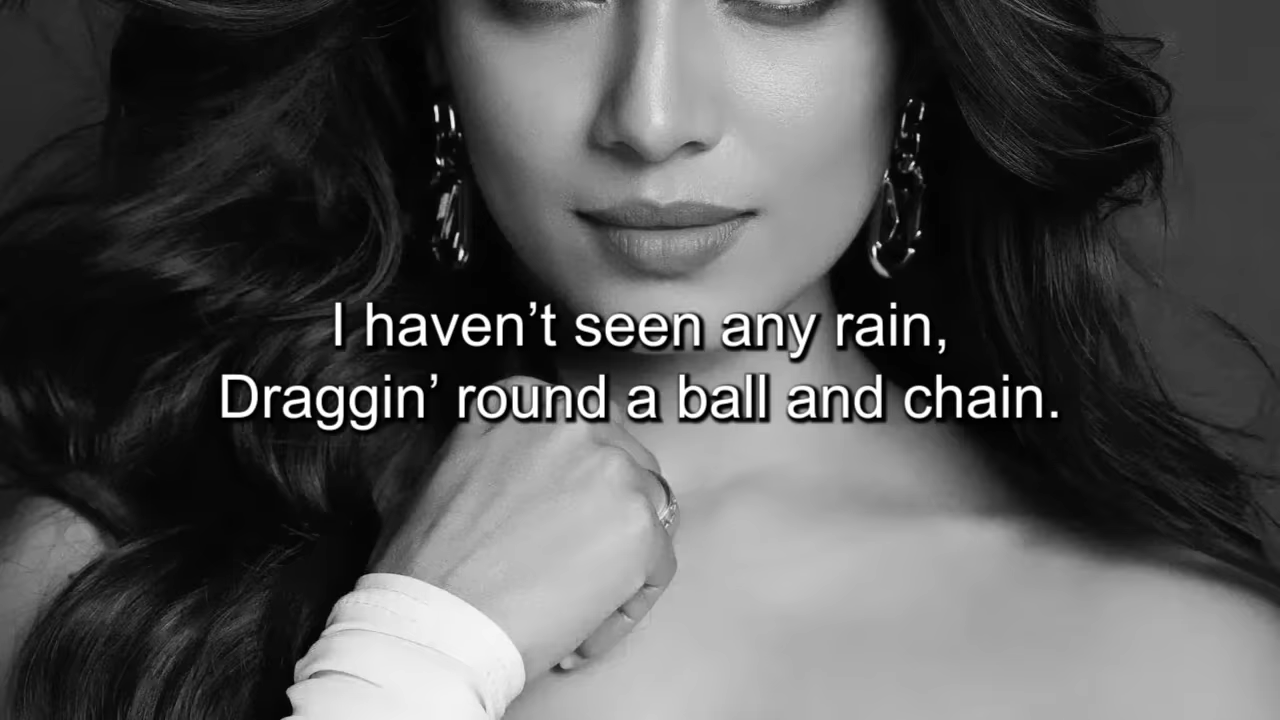 I haven’t seen any rain,
Draggin’ round a ball and chain.